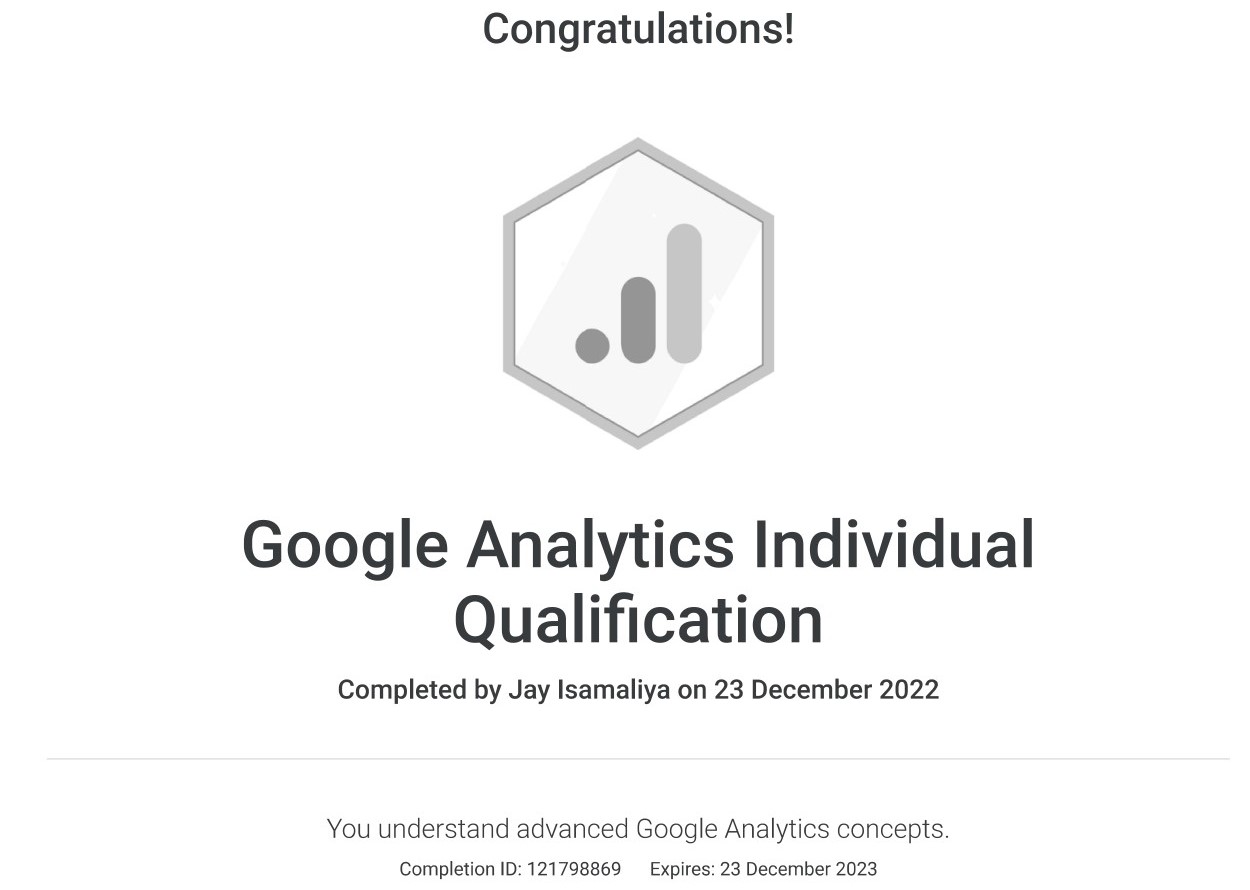 Congratulations!
Google Analytics Individual
Qualification
Completed by Jay Isamaliya on 23 December 2022
You understand advanced Google Analytics concepts.
Completion ID: 121798869 Expires: 23 December 2023